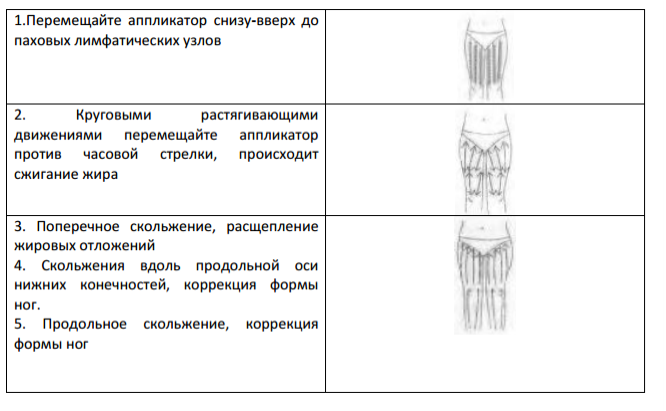 1.Перемещайте аппликатор снизу-вверх до
паховых лимфатических узлов
2. Круговыми растягивающими
движениями перемещайте аппликатор
против часовой стрелки, происходит
сжигание жира
3. Поперечное скольжение, расщепление
жировых отложений
4. Скольжения вдоль продольной оси
нижних конечностей, коррекция формы
ног.
5. Продольное скольжение, коррекция
формы ног